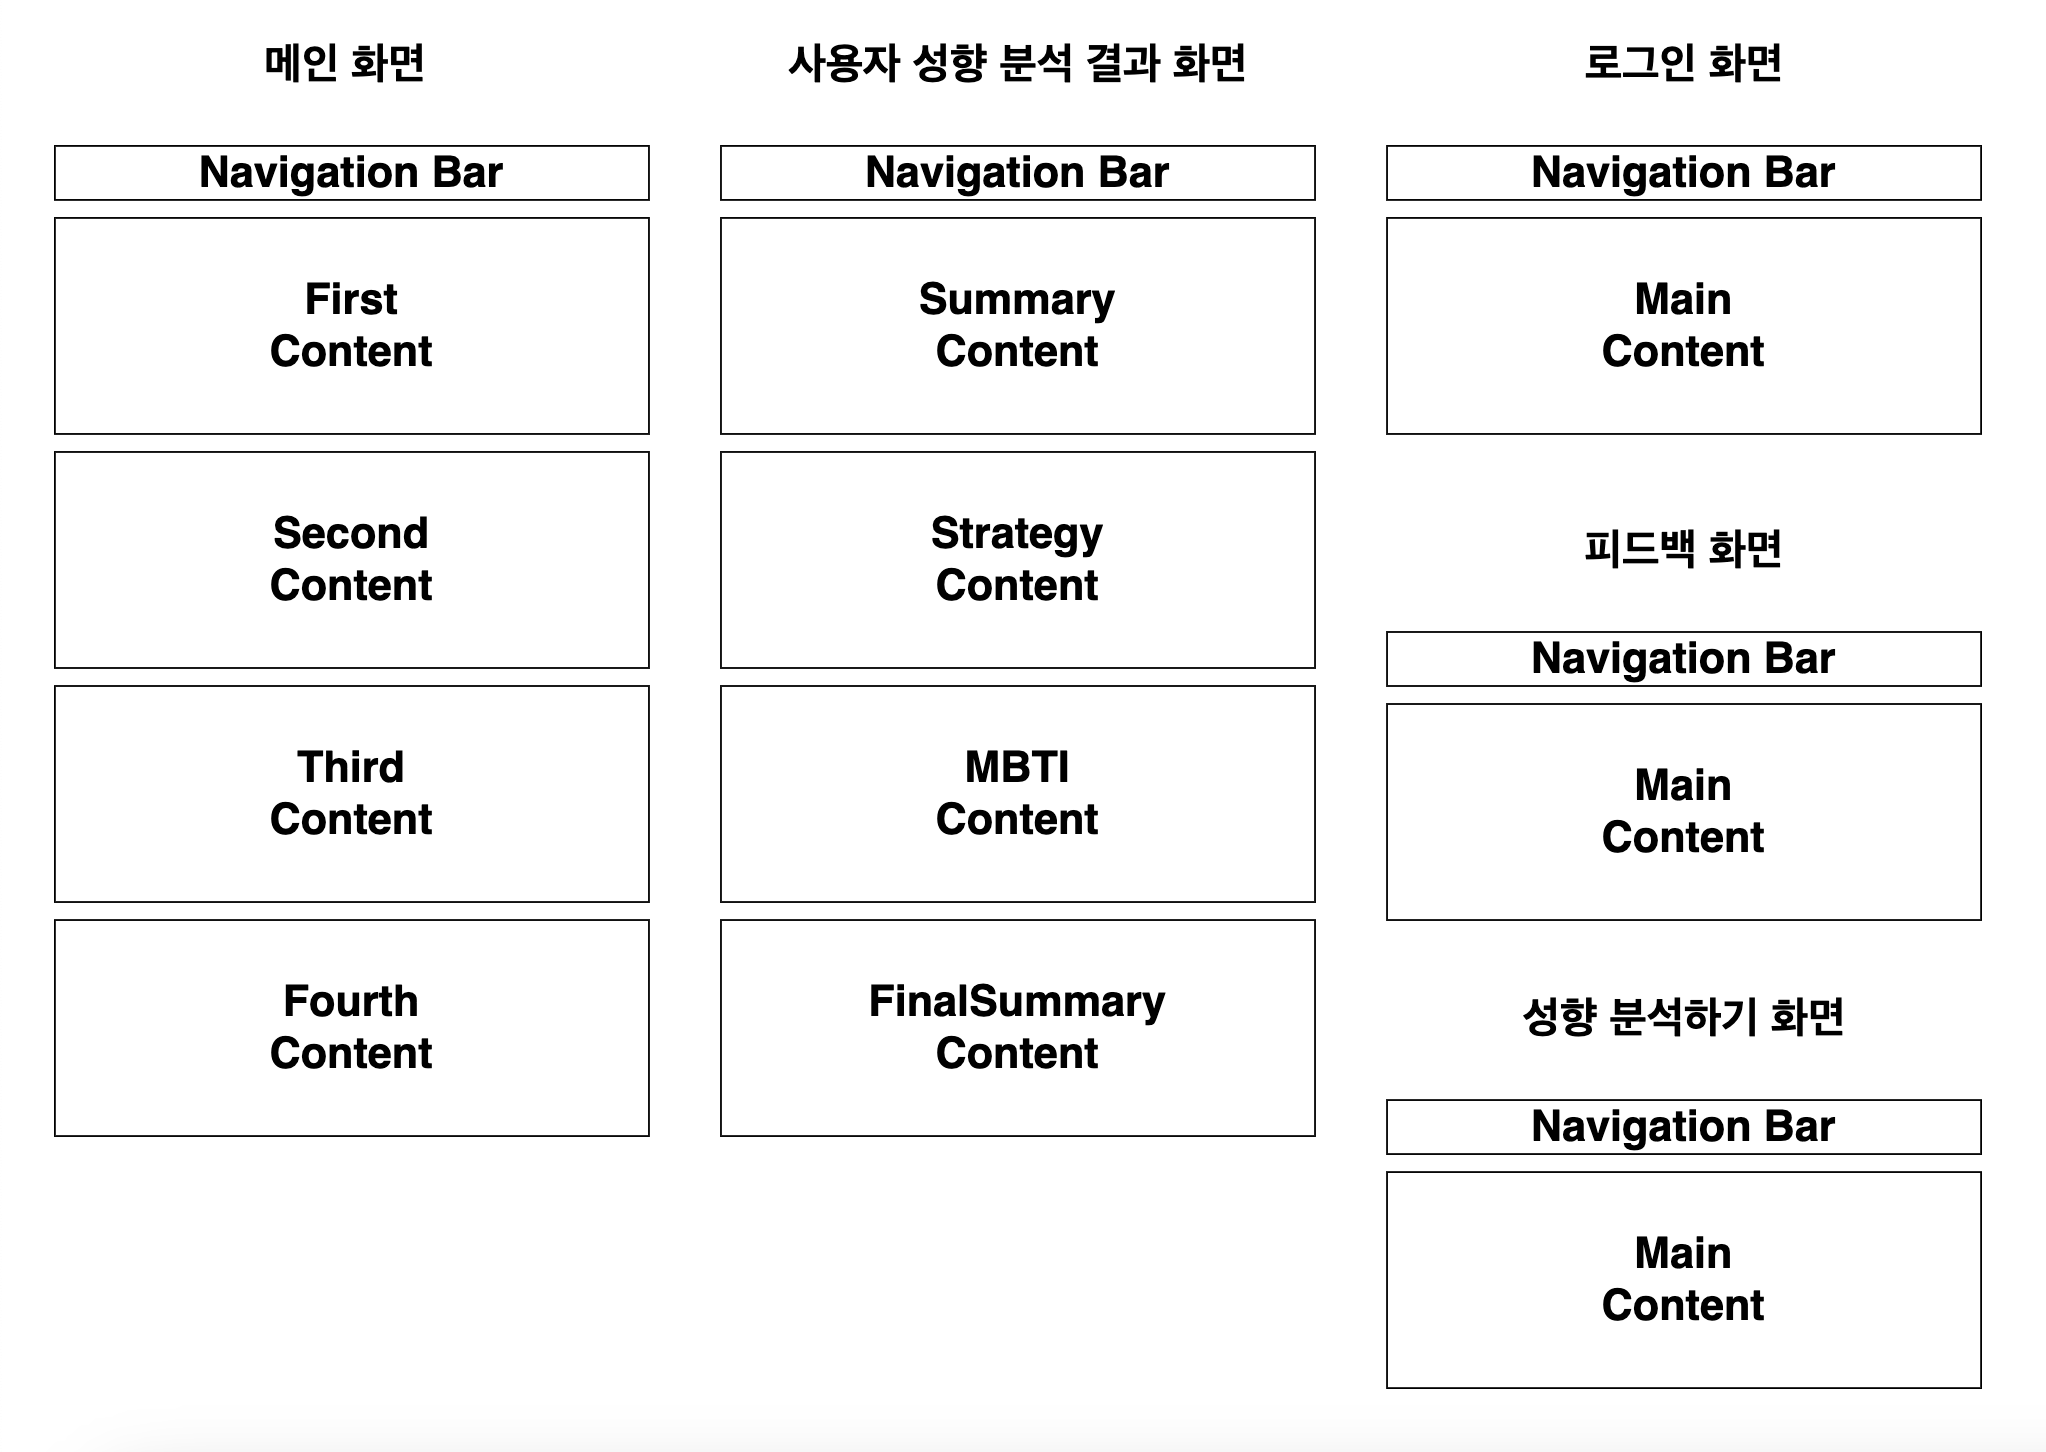 메인 화면
Navigation Bar
First
Content
Second
Content
Third
Content
Fourth
Content
사용자 성향 분석 결과 화면
Navigation Bar
Summary
Content
Strategy
Content
MBTI
Content
FinalSummary
Content
로그인 화면
Navigation Bar
Main
Content
피드백 화면
Navigation Bar
Main
Content
성향 분석하기 화면
Navigation Bar
Main
Content